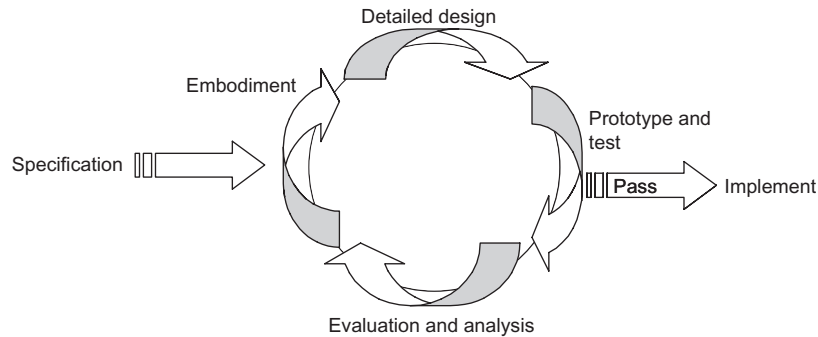 Detailed design
Embodiment
Prototype and
test
Specification
Pass
Implement
Evaluation and analysis